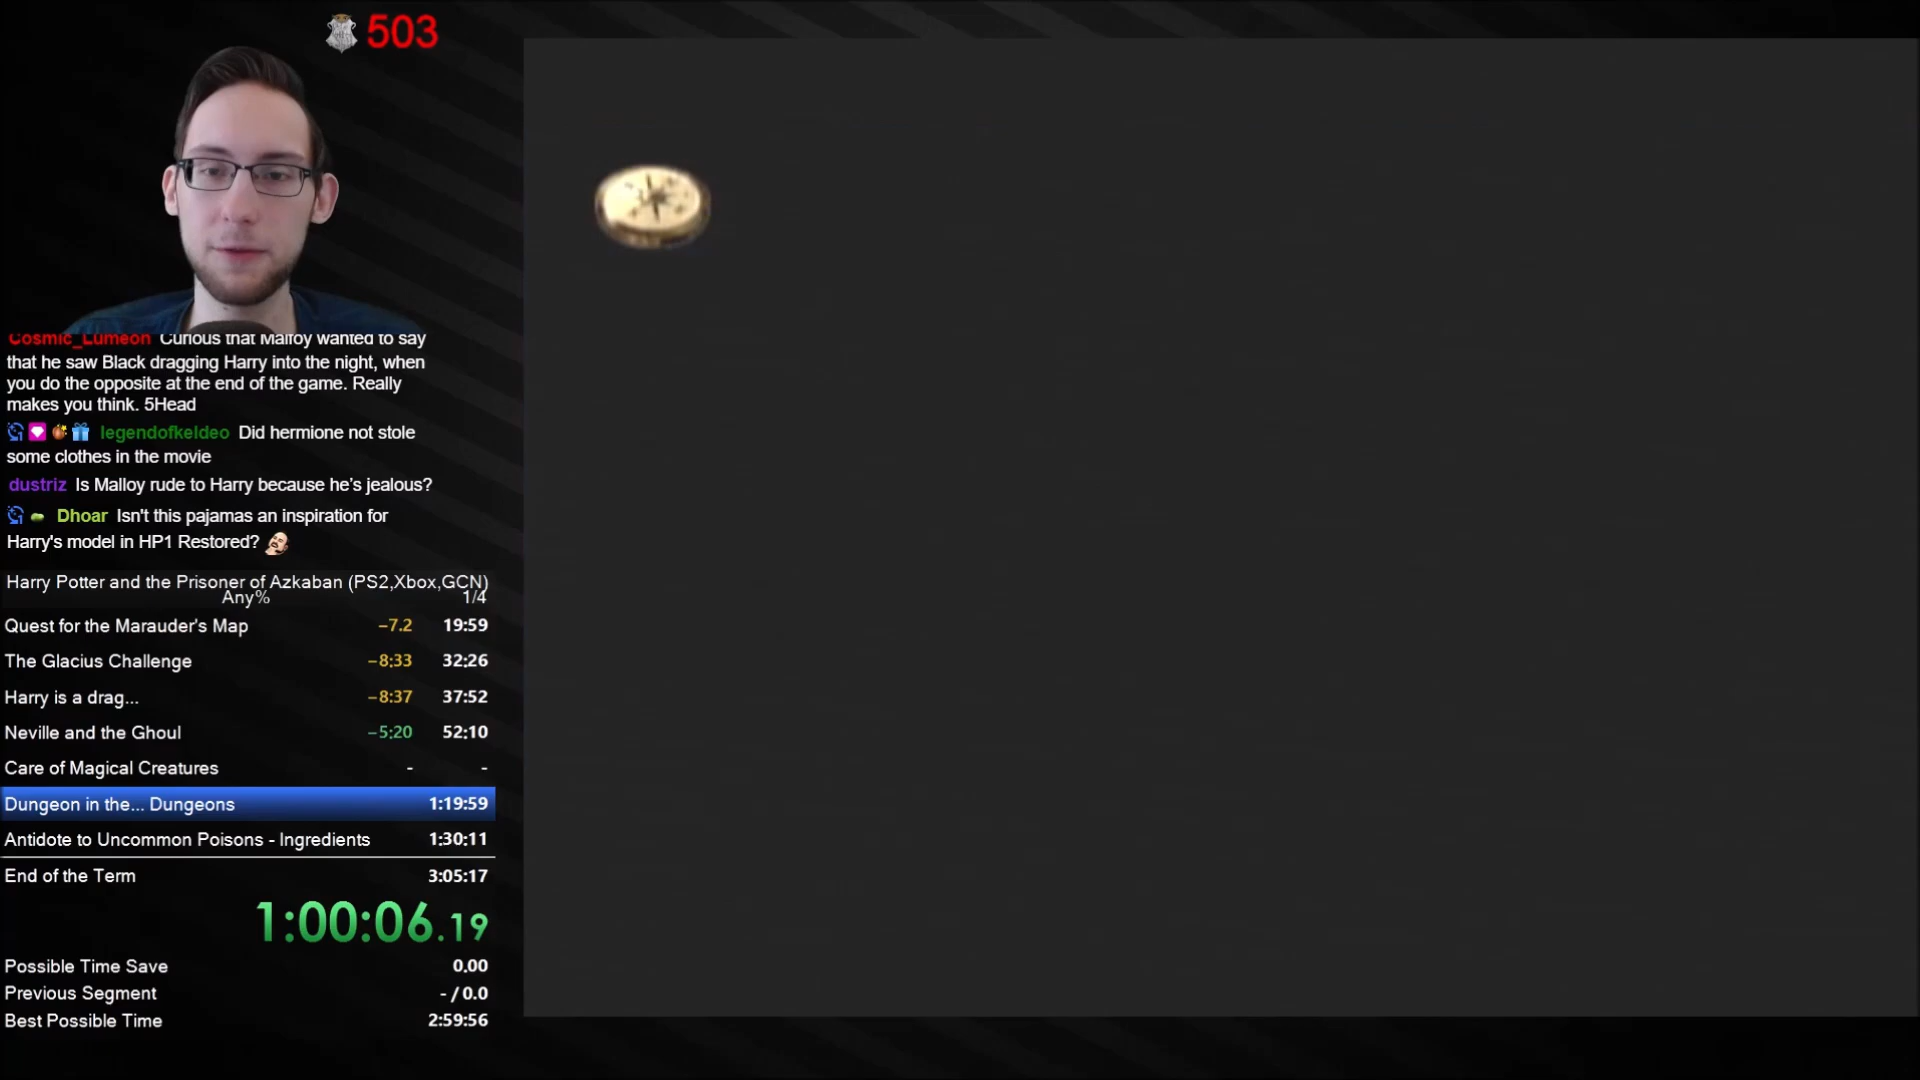 503
Cosmic_Lumeon Curious that Malfoy wanted to say
that he saw Black dragging Harry into the night, when
you do the opposite at the end of the game. Really
makes you think. 5Head
legendofkeldeo Did hermione not stole
some clothes in the movie
dustriz Is Malloy rude to Harry because he's jealous?
Dhoar Isn't this pajamas an inspiration for
Harry's model in HP1 Restored?
Harry Potter and the Prisoner of Azkaban (PS2,Xbox,GCN)
Any% 1/4
Quest for the Marauder's Map −7.2 19:59
The Glacius Challenge −8:33 32:26
Harry is a drag... −8:37 37:52
Neville and the Ghoul −5:20 52:10
Care of Magical Creatures - -
Dungeon in the... Dungeons 1:19:59
Antidote to Uncommon Poisons - Ingredients 1:30:11
End of the Term 3:05:17
1:00:06.19
Possible Time Save 0.00
Previous Segment - / 0.0
Best Possible Time 2:59:56